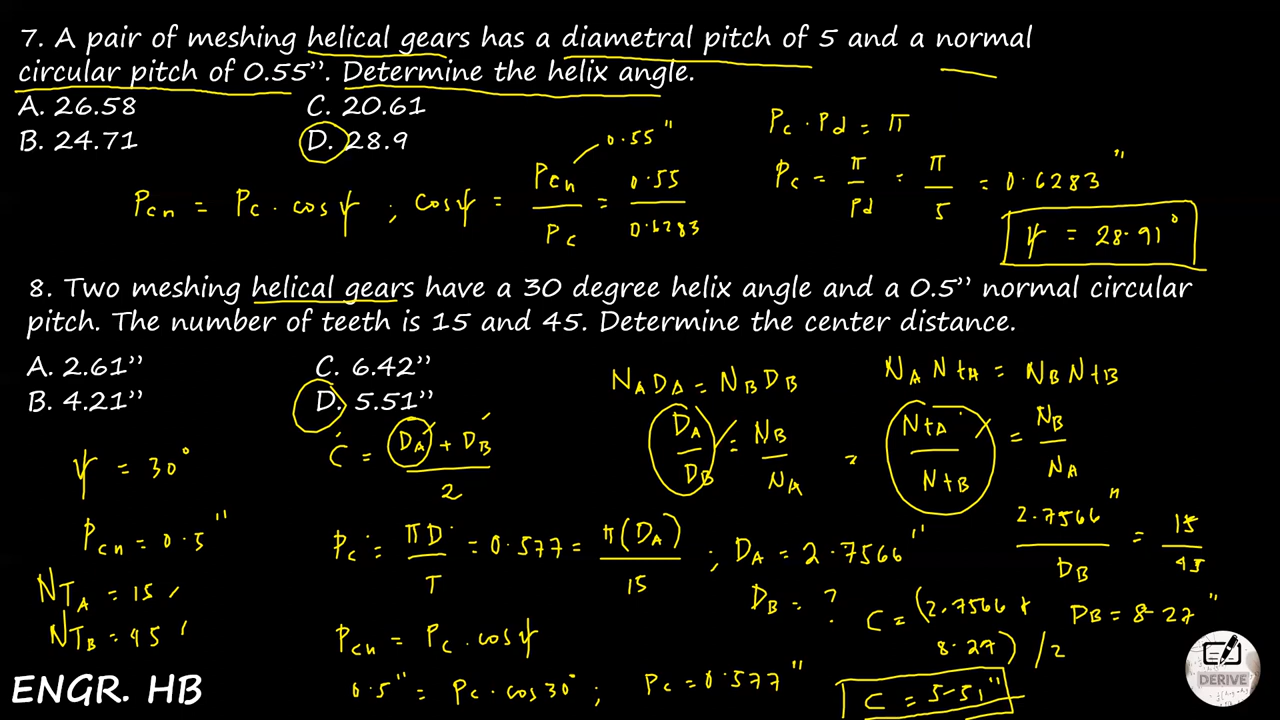 7. A pair of meshing helical gears has a diametral pitch of 5 and a normal
circular pitch of 0.55”. Determine the helix angle.
A. 26.58 C. 20.61
B. 24.71 D. 28.9
0.55"
Pc . Pd = π
Pcn = Pc . cos ψ ; cos ψ = Pcn / Pc = 0.55 / 0.6283
Pc = π / Pd = π / 5 = 0.6283"
ψ = 28.91°
8. Two meshing helical gears have a 30 degree helix angle and a 0.5” normal circular
pitch. The number of teeth is 15 and 45. Determine the center distance.
A. 2.61” C. 6.42”
B. 4.21” D. 5.51”
NA DA = NB DB
NA NtA = NB NtB
DA / DB = NB / NA = NtA / NtB = NB / NA
C = DA + DB / 2
ψ = 30°
Pcn = 0.5"
NTA = 15
NTB = 45
Pc = πD / T = 0.577 = π(DA) / 15 ; DA = 2.7566"
2.7566" / DB = 15 / 45
DB = ?
DB = 8.27"
C = (2.7566 + 8.27) / 2
Pcn = Pc . cos ψ
0.5" = Pc . cos 30° ; Pc = 0.577"
C = 5.51"
ENGR. HB
DERIVE